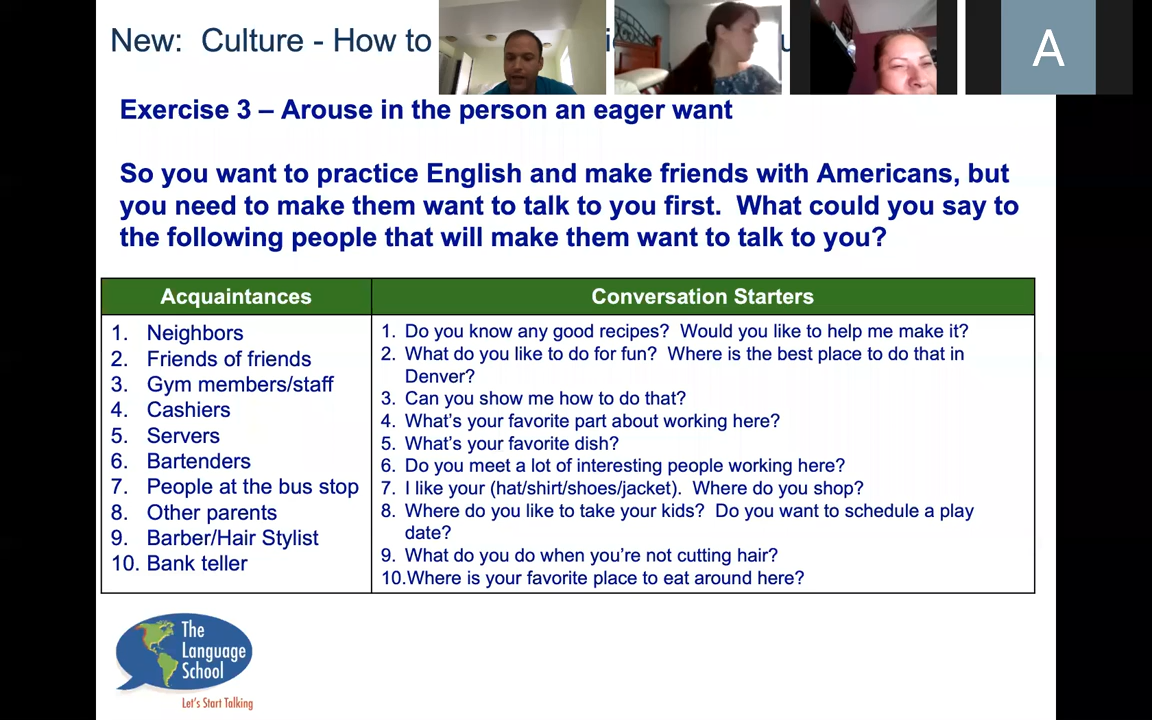 New: Culture - How to
A
Exercise 3 – Arouse in the person an eager want
So you want to practice English and make friends with Americans, but
you need to make them want to talk to you first. What could you say to
the following people that will make them want to talk to you?
Acquaintances
1. Neighbors
2. Friends of friends
3. Gym members/staff
4. Cashiers
5. Servers
6. Bartenders
7. People at the bus stop
8. Other parents
9. Barber/Hair Stylist
10. Bank teller
Conversation Starters
1. Do you know any good recipes? Would you like to help me make it?
2. What do you like to do for fun? Where is the best place to do that in
Denver?
3. Can you show me how to do that?
4. What's your favorite part about working here?
5. What's your favorite dish?
6. Do you meet a lot of interesting people working here?
7. I like your (hat/shirt/shoes/jacket). Where do you shop?
8. Where do you like to take your kids? Do you want to schedule a play
date?
9. What do you do when you're not cutting hair?
10.Where is your favorite place to eat around here?
The
Language
School
Let's Start Talking